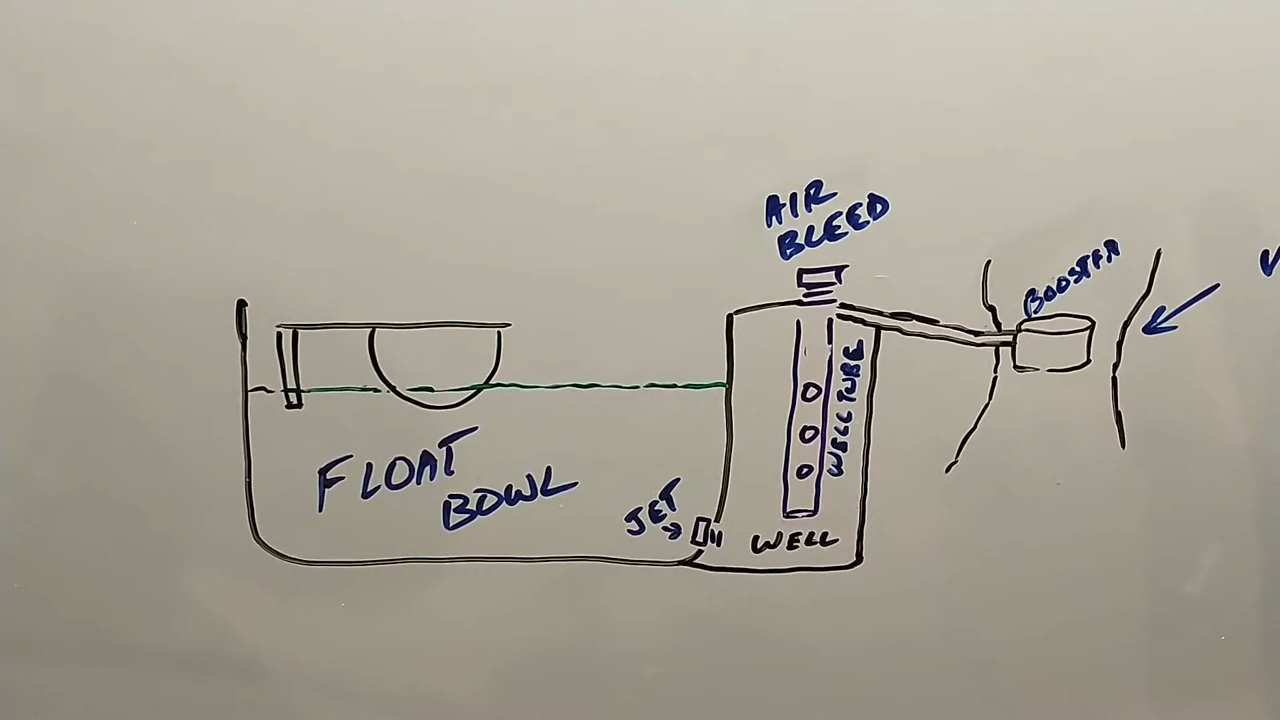 AIR
BLEED
BOOSTER
WELL TUBE
FLOAT
BOWL
JET
WELL